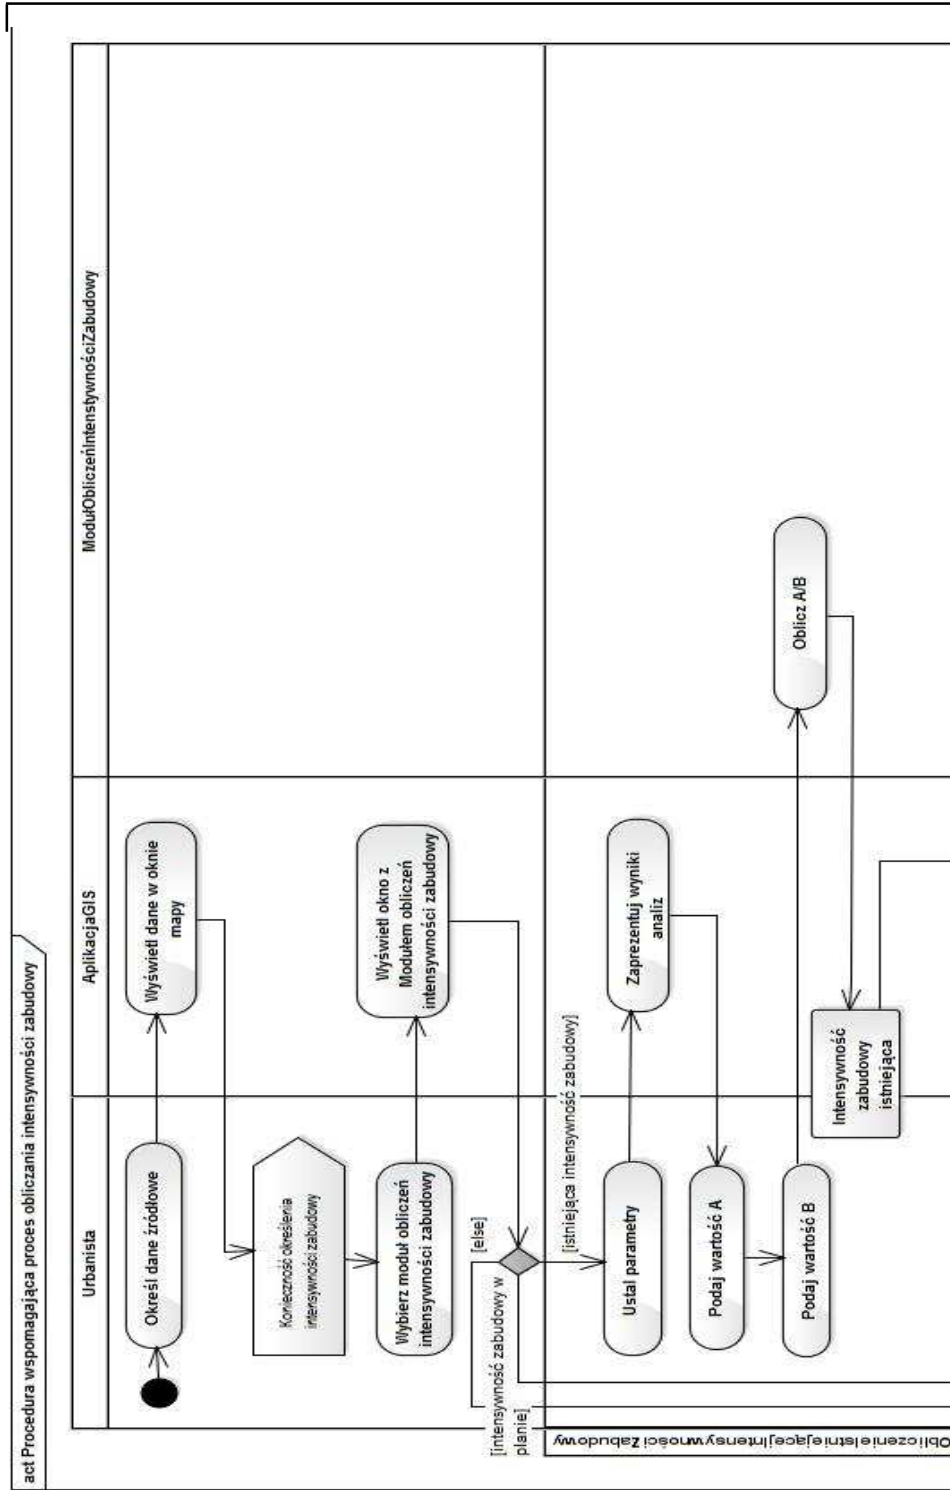 act Procedura wspomagająca proces obliczania intensywności zabudowy
Urbanista
AplikacjaGIS
ModułObliczeńIntenstywnościZabudowy
Określ dane źródłowe
Wyświetl dane w oknie
mapy
Konieczność określenia
intensywności zabudowy
Wybierz moduł obliczeń
intensywności zabudowy
Wyświetl okno z
Modułem obliczeń
intensywności zabudowy
[else]
[intensywność zabudowy w
planie]
[istniejąca intensywność zabudowy]
ObliczenieIstniejącejIntensywnościZabudowy
Ustal parametry
Zaprezentuj wyniki
analiz
Podaj wartość A
Podaj wartość B
Oblicz A/B
Intensywność
zabudowy
istniejąca